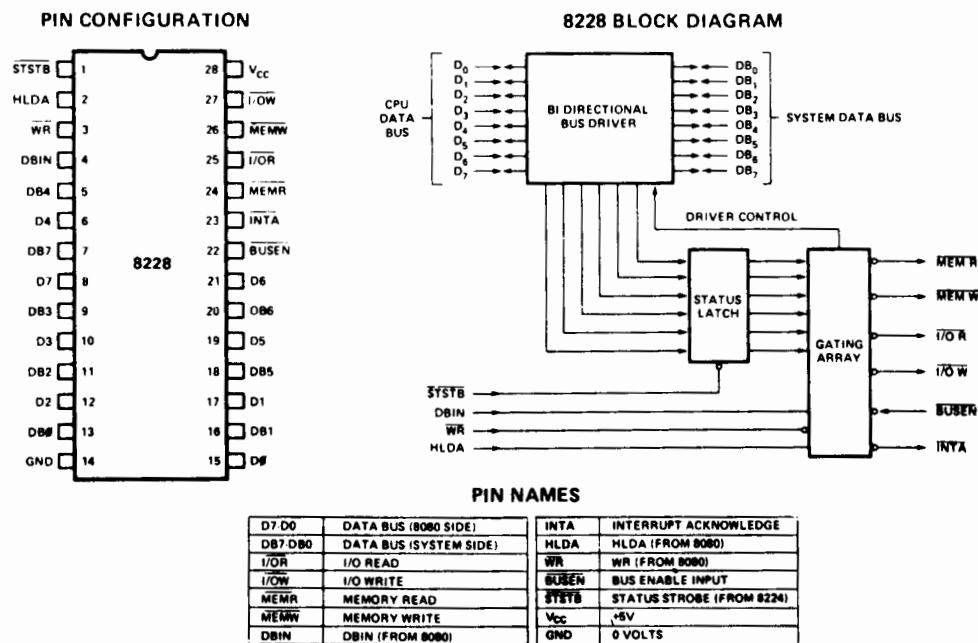 PIN CONFIGURATION
STSTB 1 28 VCC
HLDA 2 27 I/OW
WR 3 26 MEMW
DBIN 4 25 I/OR
DB4 5 24 MEMR
D4 6 23 INTA
DB7 7 22 BUSEN
D7 8 21 D6
DB3 9 20 OB6
D3 10 19 D5
DB2 11 18 DB5
D2 12 17 D1
DBØ 13 16 DB1
GND 14 15 DØ
8228
8228 BLOCK DIAGRAM
CPU
DATA
BUS
D0
D1
D2
D3
D4
D5
D6
D7
BI DIRECTIONAL
BUS DRIVER
DB0
DB1
DB2
DB3
OB4
DB5
DB6
DB7
SYSTEM DATA BUS
DRIVER CONTROL
STATUS
LATCH
GATING
ARRAY
MEM R
MEM W
I/O R
I/O W
BUSEN
INTA
STSTB
DBIN
WR
HLDA
PIN NAMES
D7-D0 DATA BUS (8080 SIDE)
DB7-DB0 DATA BUS (SYSTEM SIDE)
I/OR I/O READ
I/OW I/O WRITE
MEMR MEMORY READ
MEMW MEMORY WRITE
DBIN DBIN (FROM 8080)
INTA INTERRUPT ACKNOWLEDGE
HLDA HLDA (FROM 8080)
WR WR (FROM 8080)
BUSEN BUS ENABLE INPUT
STSTB STATUS STROBE (FROM 8224)
VCC +5V
GND 0 VOLTS